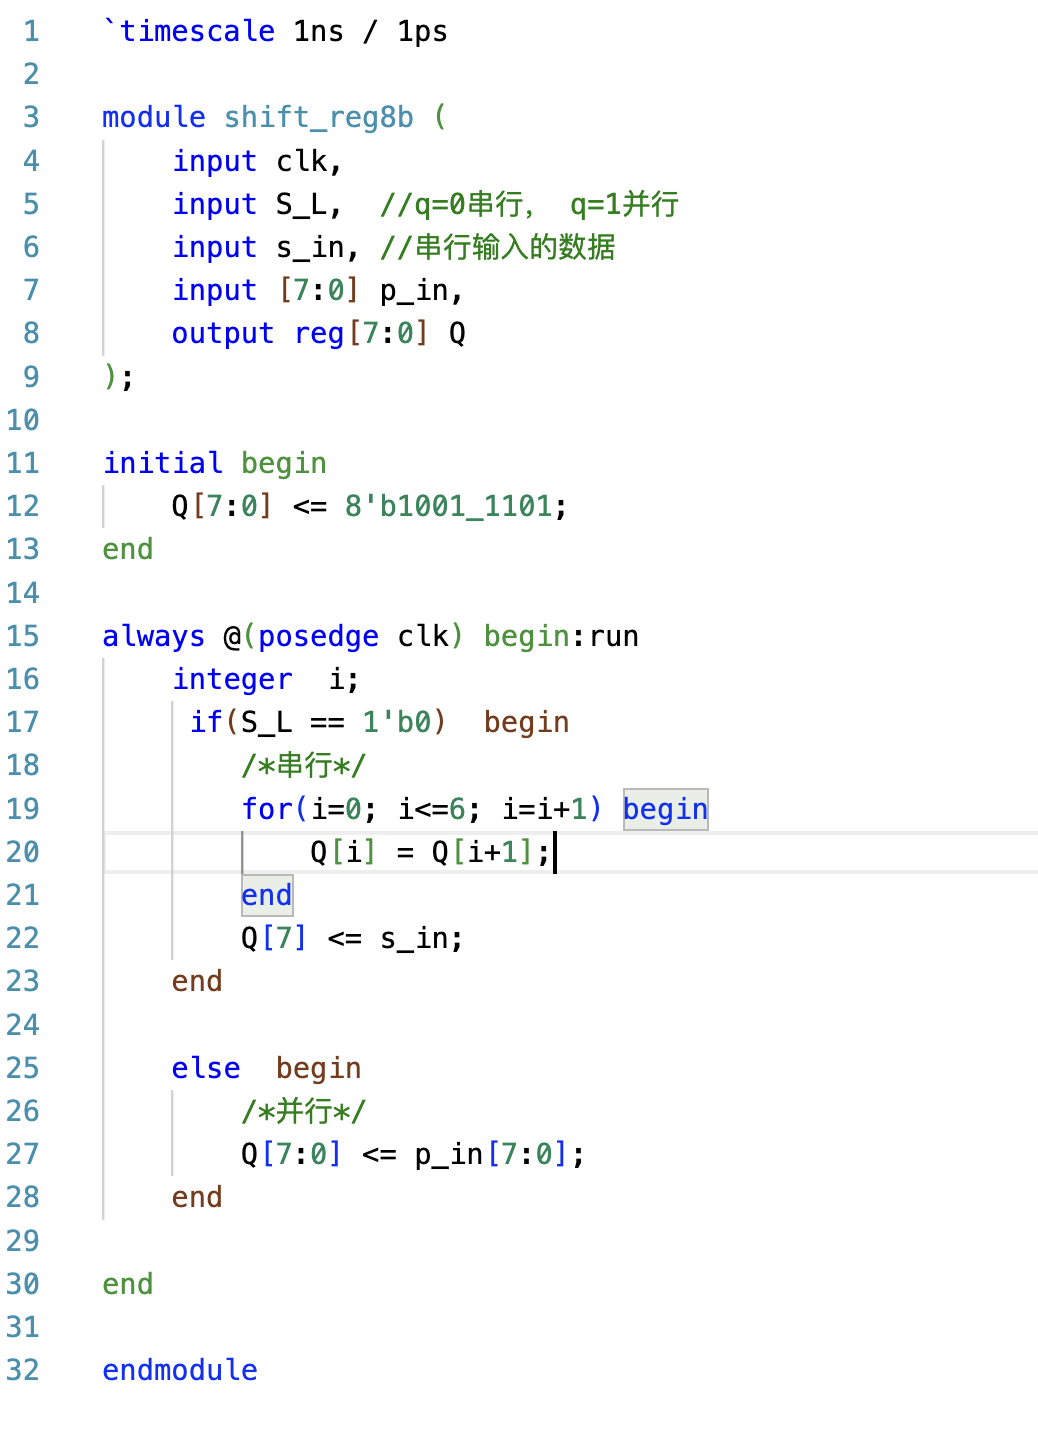 1 `timescale 1ns / 1ps
2
3 module shift_reg8b (
4 input clk,
5 input S_L, //q=0串行， q=1并行
6 input s_in, //串行输入的数据
7 input [7:0] p_in,
8 output reg[7:0] Q
9 );
10
11 initial begin
12 Q[7:0] <= 8'b1001_1101;
13 end
14
15 always @(posedge clk) begin:run
16 integer i;
17 if(S_L == 1'b0) begin
18 /*串行*/
19 for(i=0; i<=6; i=i+1) begin
20 Q[i] = Q[i+1];
21 end
22 Q[7] <= s_in;
23 end
24
25 else begin
26 /*并行*/
27 Q[7:0] <= p_in[7:0];
28 end
29
30 end
31
32 endmodule